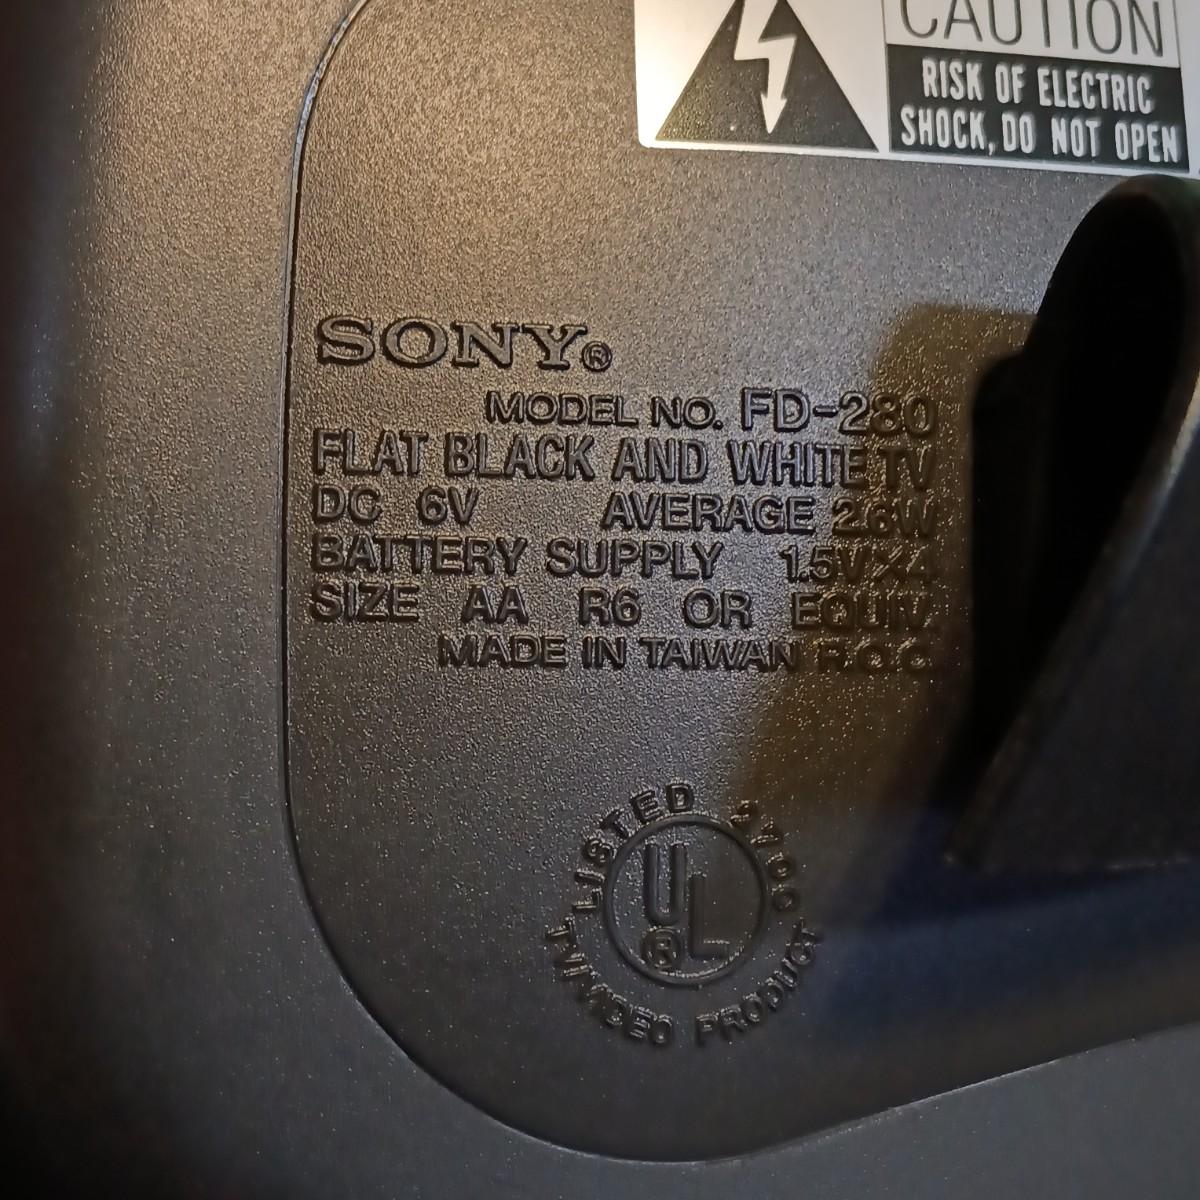 CAUTION
RISK OF ELECTRIC
SHOCK, DO NOT OPEN
SONY®
MODEL NO. FD-280
FLAT BLACK AND WHITE TV
DC 6V AVERAGE 2.6W
BATTERY SUPPLY 1.5V×4
SIZE AA R6 OR EQUIV.
MADE IN TAIWAN R.O.C.
LISTED
UL®
TV/VIDEO PRODUCT